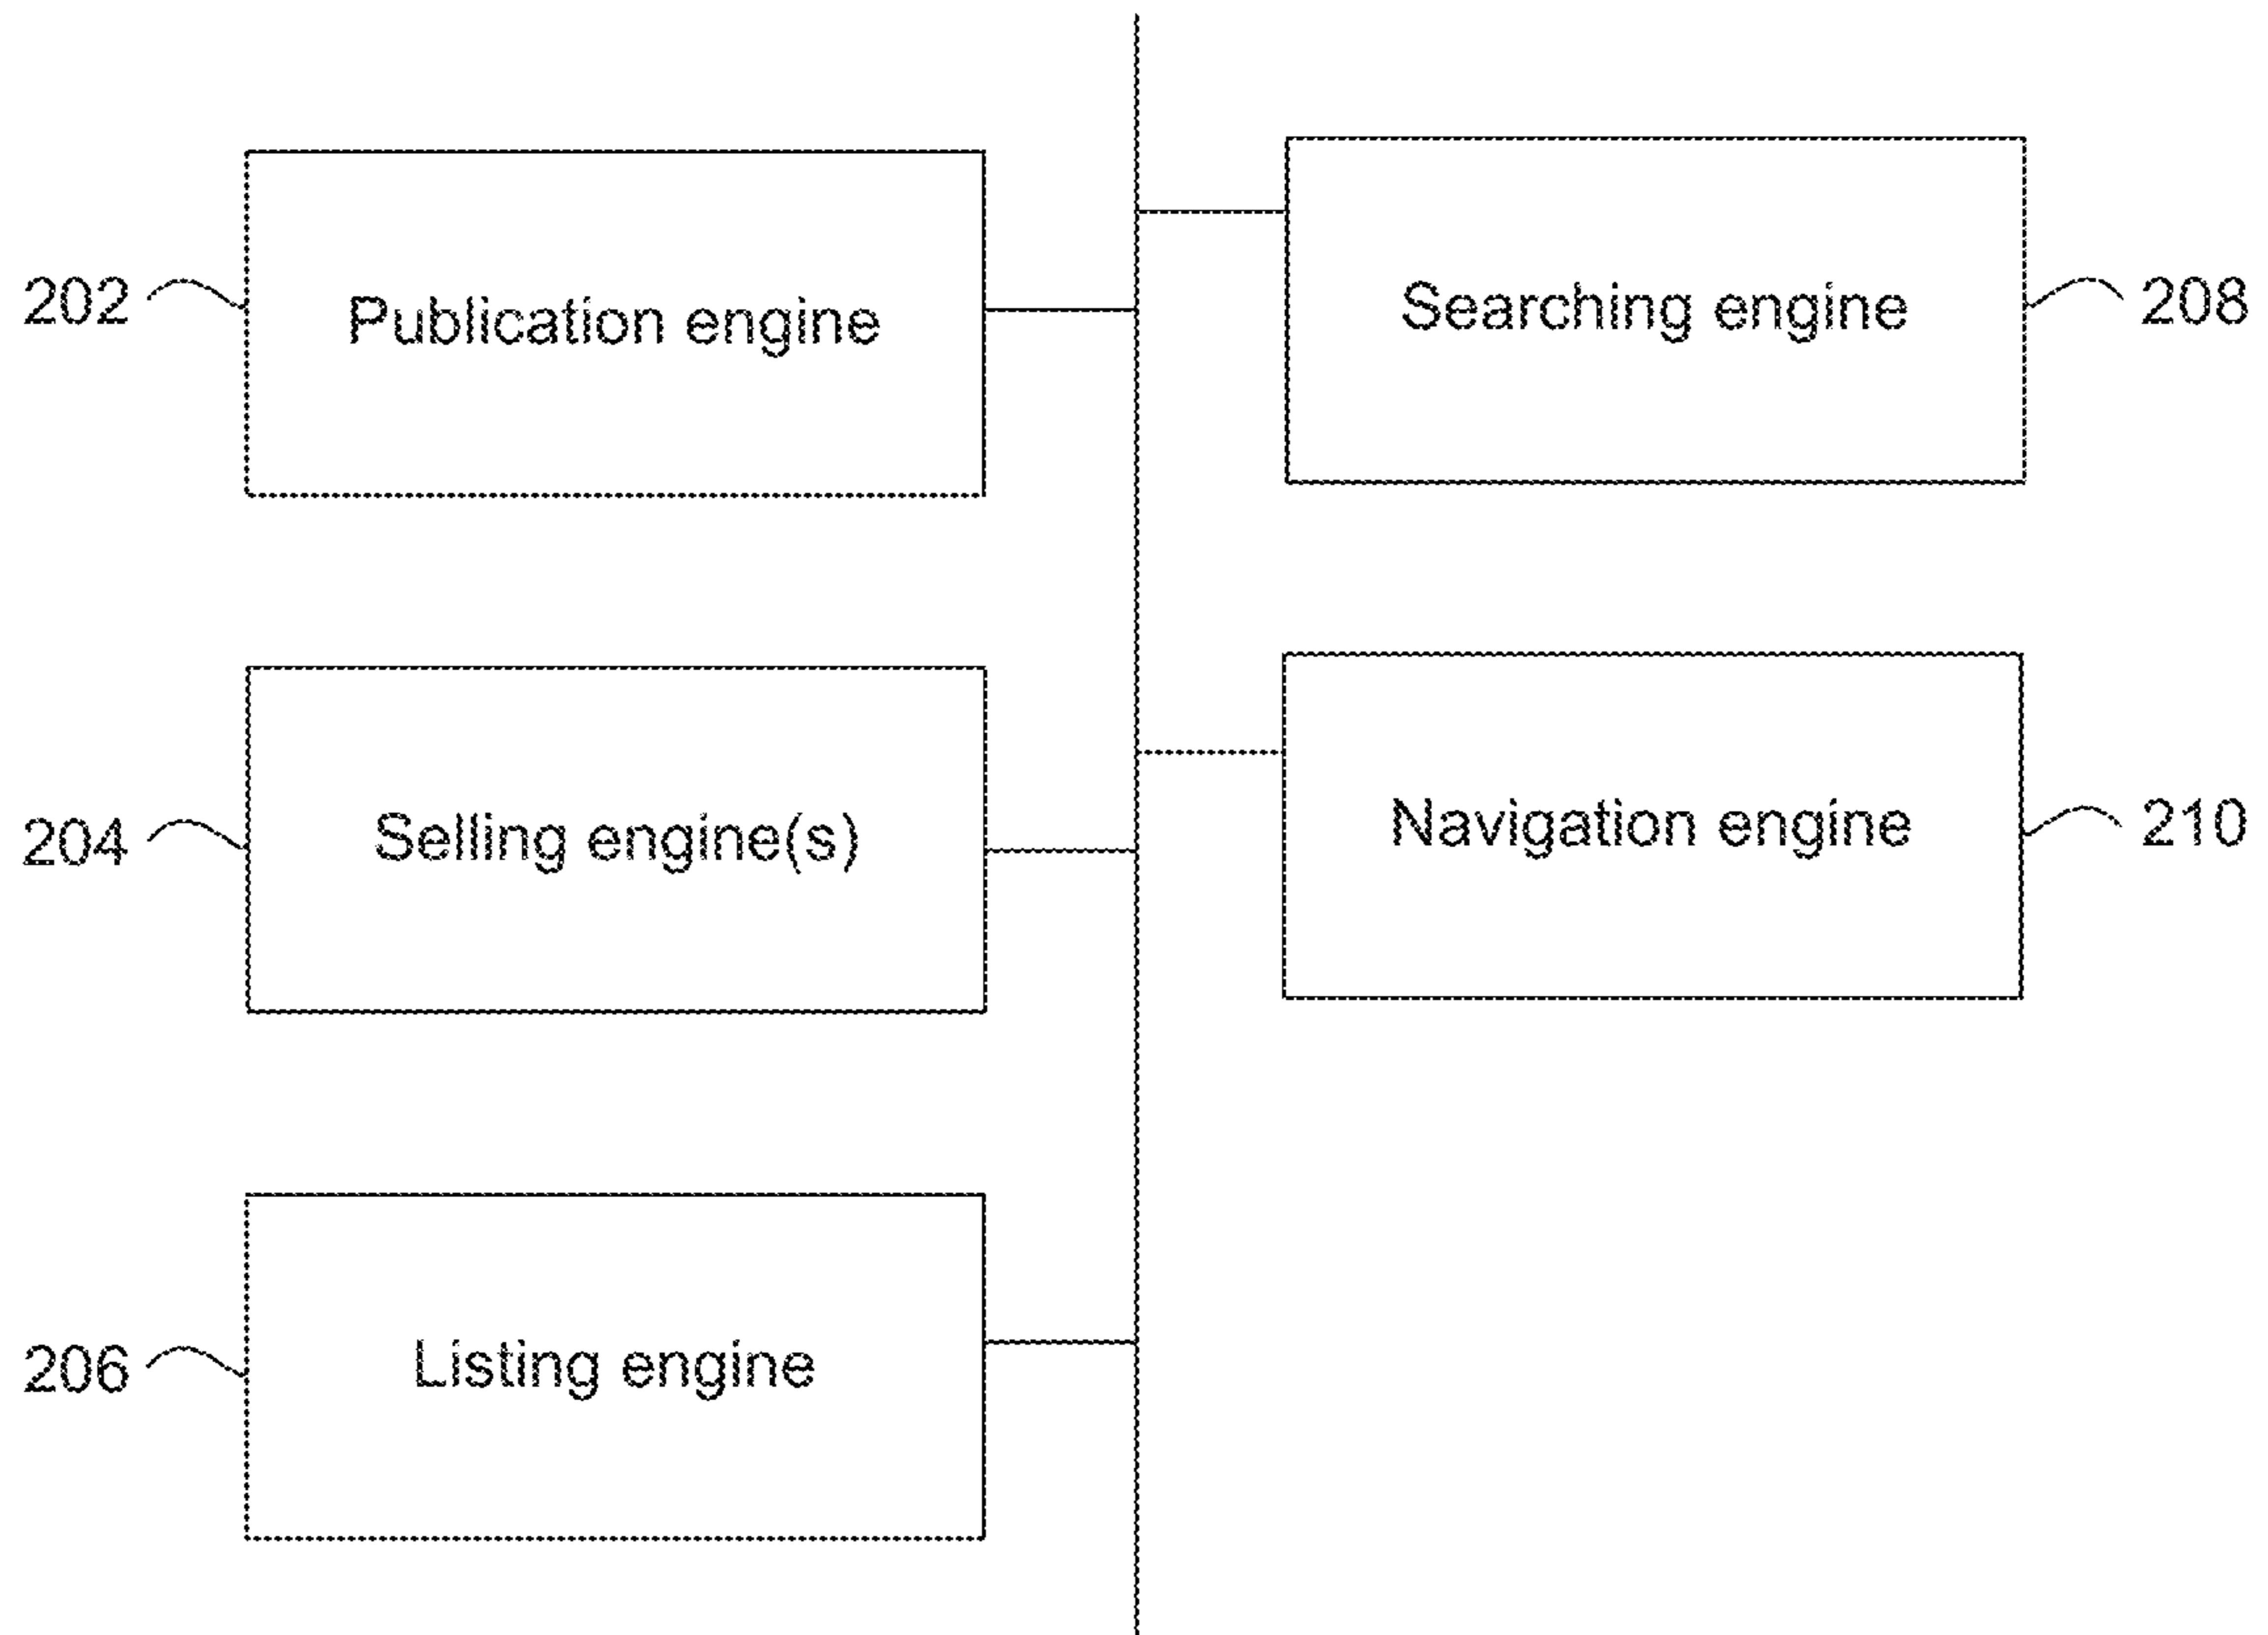 202
Publication engine
Searching engine
208
204
Selling engine(s)
Navigation engine
210
206
Listing engine